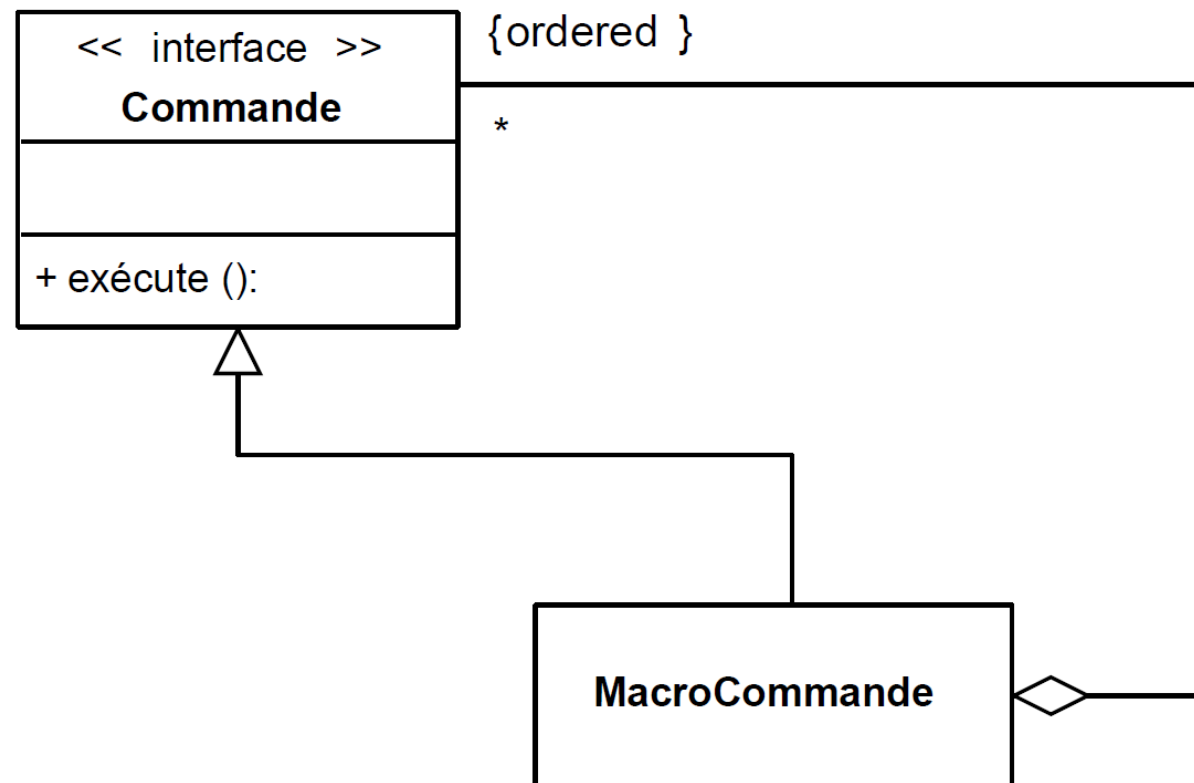 << interface >>
Commande
{ordered }
*
+ exécute ():
MacroCommande